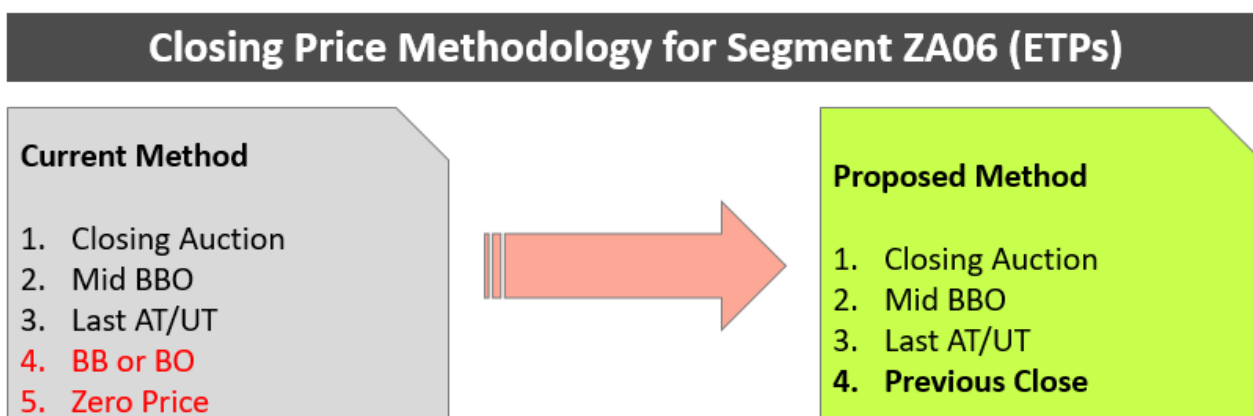 Closing Price Methodology for Segment ZA06 (ETPs)
Current Method
1. Closing Auction
2. Mid BBO
3. Last AT/UT
4. BB or BO
5. Zero Price
Proposed Method
1. Closing Auction
2. Mid BBO
3. Last AT/UT
4. Previous Close